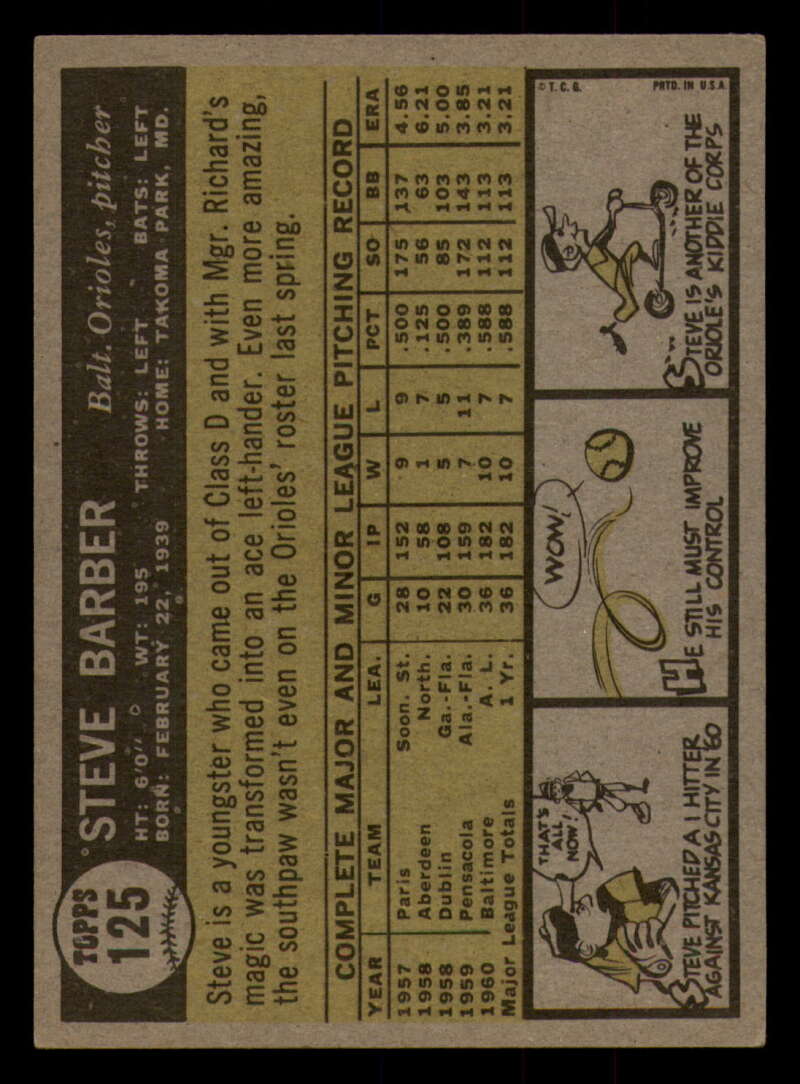 TOPPS
125
STEVE BARBER Balt. Orioles, pitcher
HT: 6'0" WT: 195 THROWS: LEFT BATS: LEFT
BORN: FEBRUARY 22, 1939 HOME: TAKOMA PARK, MD.
Steve is a youngster who came out of Class D and with Mgr. Richard's
magic was transformed into an ace left-hander. Even more amazing,
the southpaw wasn't even on the Orioles' roster last spring.
COMPLETE MAJOR AND MINOR LEAGUE PITCHING RECORD
YEAR TEAM LEA. G IP W L PCT SO BB ERA
1957 Paris Soon. St. 28 152 9 9 .500 175 137 4.56
1958 Aberdeen North. 10 58 1 7 .125 56 63 6.21
1958 Dublin Ga.-Fla. 22 108 5 5 .500 85 103 5.00
1959 Pensacola Ala.-Fla. 30 159 7 11 .389 172 143 3.85
1960 Baltimore A. L. 36 182 10 7 .588 112 113 3.21
Major League Totals 1 Yr. 36 182 10 7 .588 112 113 3.21
THAT'S
ALL
NOW!
STEVE PITCHED A 1 HITTER
AGAINST KANSAS CITY IN '60
WOW!
HE STILL MUST IMPROVE
HIS CONTROL
© T. C. G. PRTD. IN U.S.A.
STEVE IS ANOTHER OF THE
ORIOLE'S KIDDIE CORPS